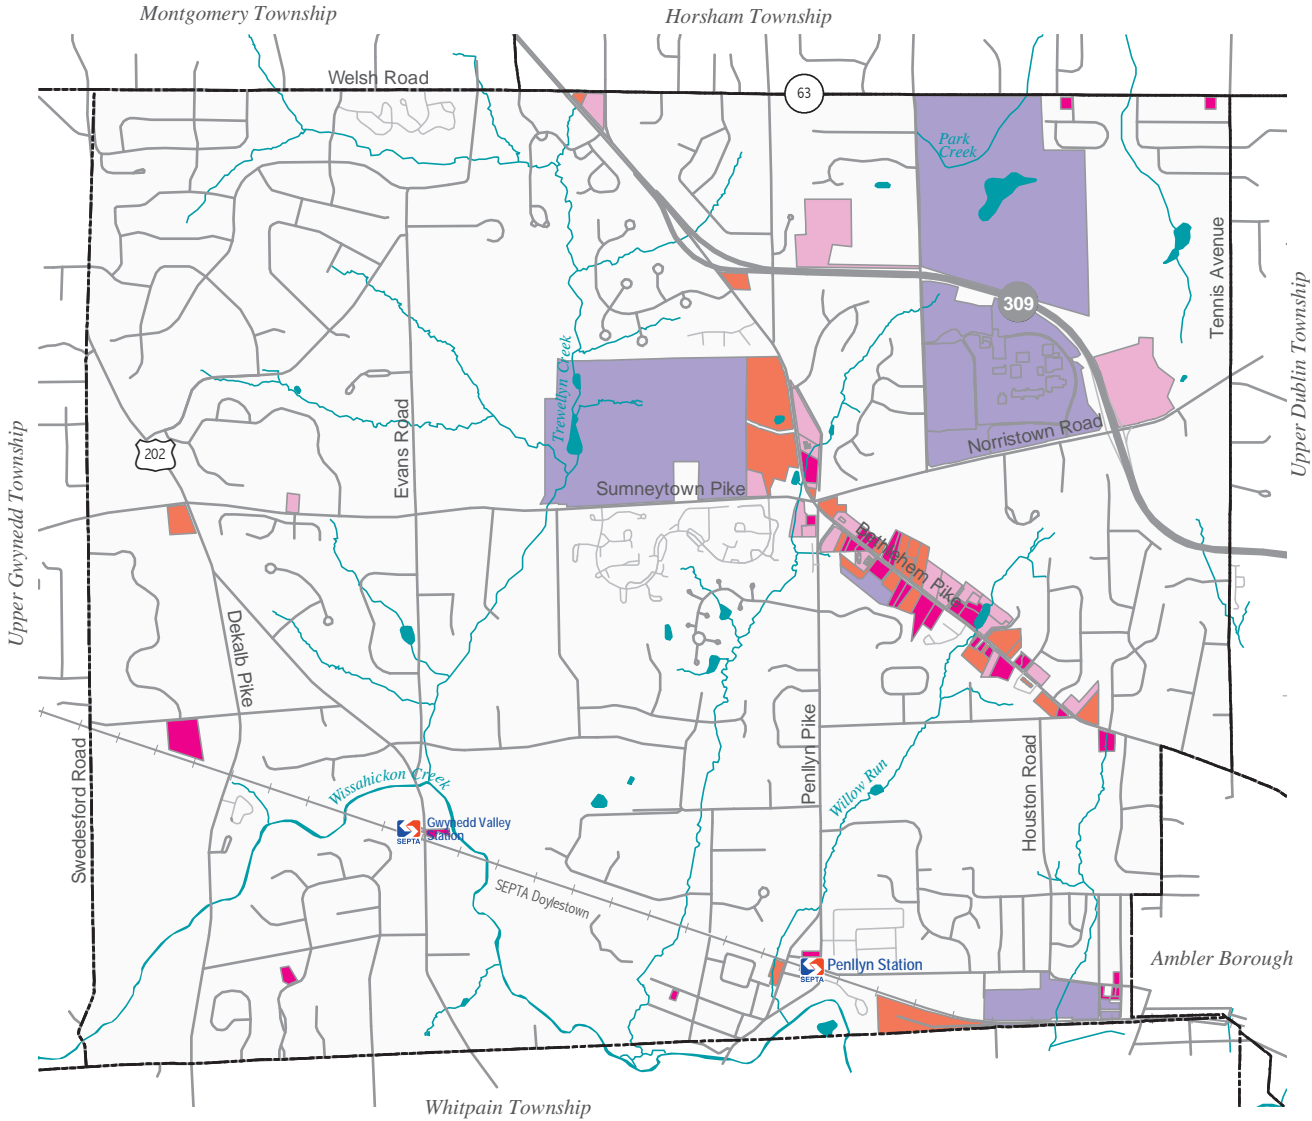 Montgomery Township
Horsham Township
Welsh Road
63
Park
Creek
Tennis Avenue
309
Upper Dublin Township
Trewellyn Creek
Evans Road
202
Norristown Road
Upper Gwynedd Township
Sumneytown Pike
Bethlehem Pike
Dekalb Pike
Penllyn Pike
Houston Road
Swedesford Road
Willow Run
Wissahickon Creek
Gwynedd Valley
Station
SEPTA
SEPTA Doylestown
Penllyn Station
SEPTA
Ambler Borough
Whitpain Township